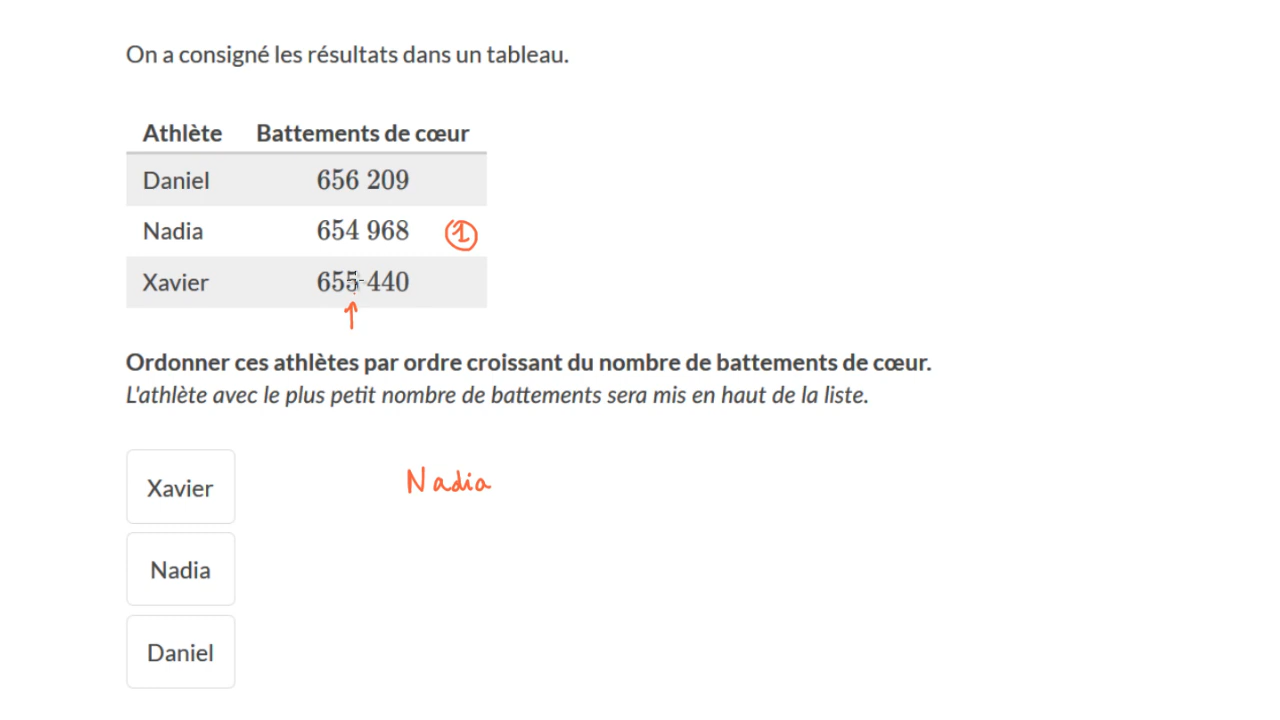 On a consigné les résultats dans un tableau.
Athlète Battements de cœur
Daniel 656 209
Nadia 654 968 1
Xavier 655 440
Ordonner ces athlètes par ordre croissant du nombre de battements de cœur.
L'athlète avec le plus petit nombre de battements sera mis en haut de la liste.
Xavier Nadia
Nadia
Daniel